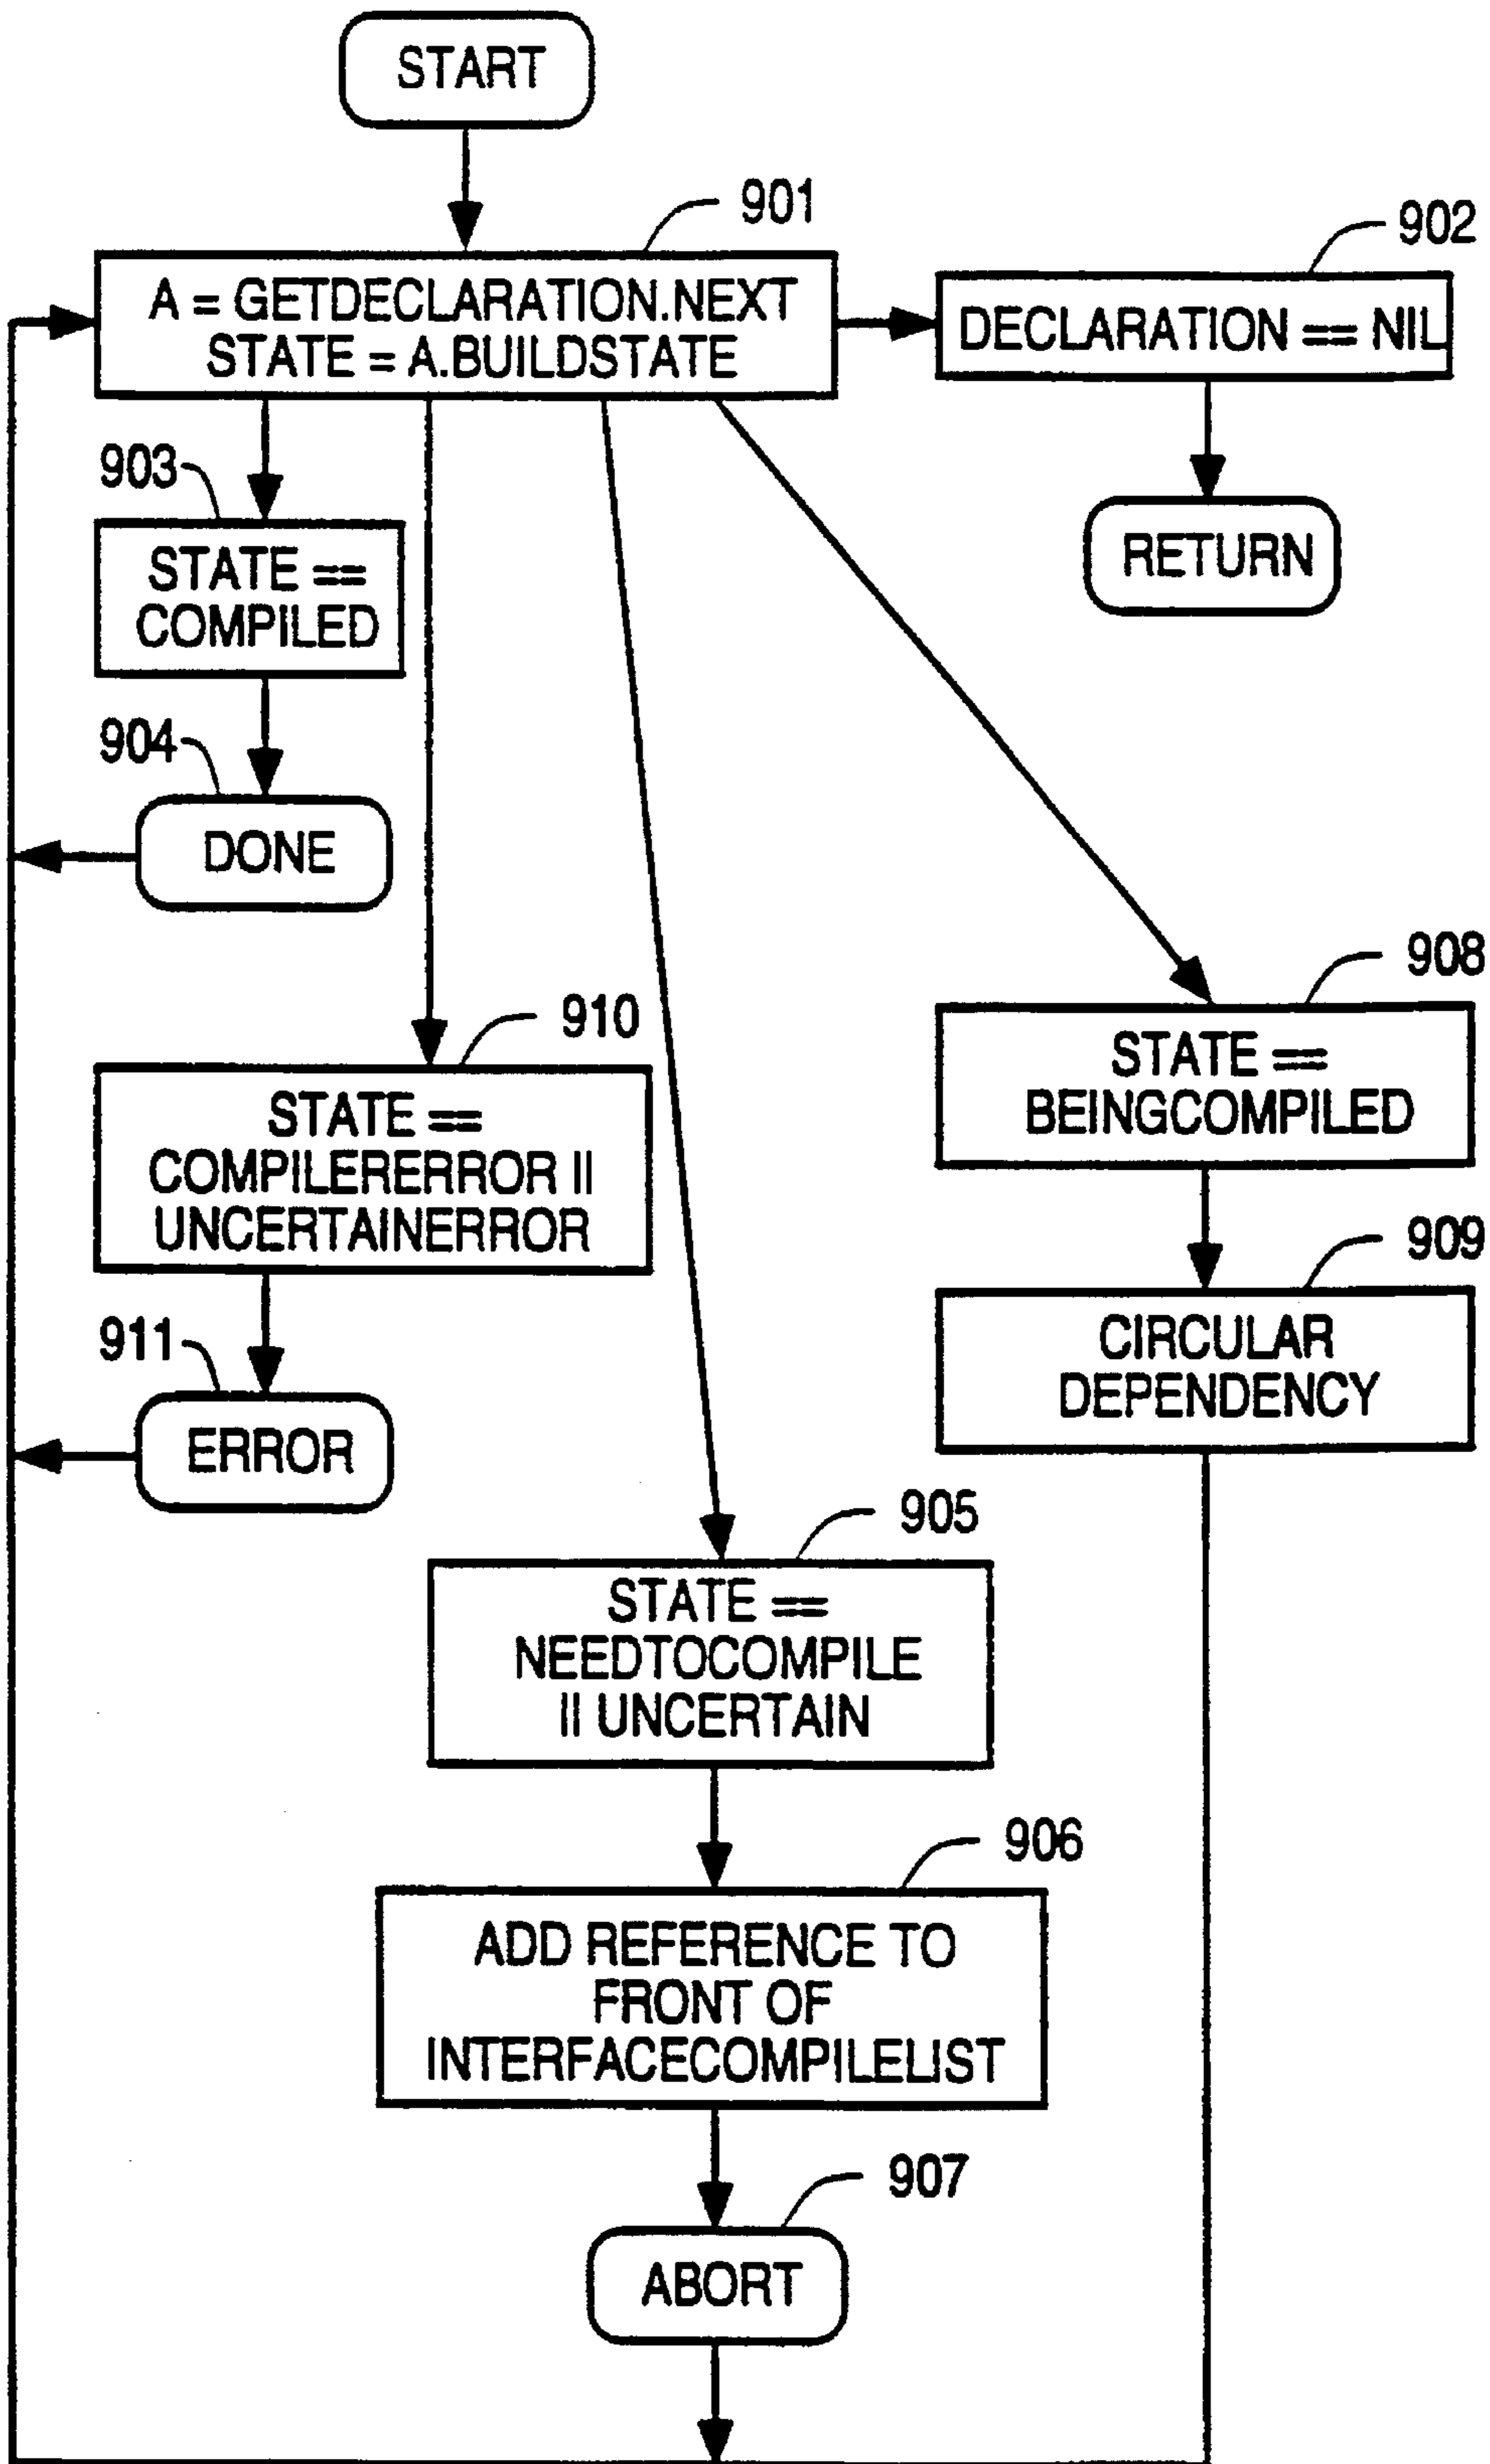 START
901
A = GETDECLARATION.NEXT
STATE = A.BUILDSTATE
902
DECLARATION == NIL
RETURN
903
STATE ==
COMPILED
904
DONE
908
STATE ==
BEINGCOMPILED
910
STATE ==
COMPILERERROR ||
UNCERTAINERROR
909
CIRCULAR
DEPENDENCY
911
ERROR
905
STATE ==
NEEDTOCOMPILE
|| UNCERTAIN
906
ADD REFERENCE TO
FRONT OF
INTERFACECOMPILELIST
907
ABORT